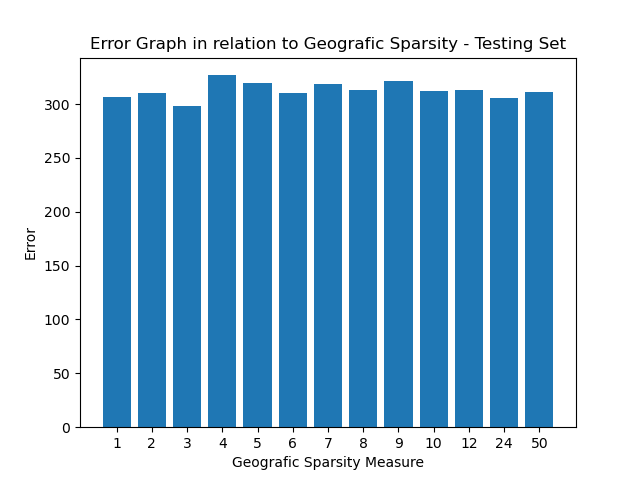 Error Graph in relation to Geografic Sparsity - Testing Set
300
250
200
150
100
50
0
Error
1 2 3 4 5 6 7 8 9 10 12 24 50
Geografic Sparsity Measure